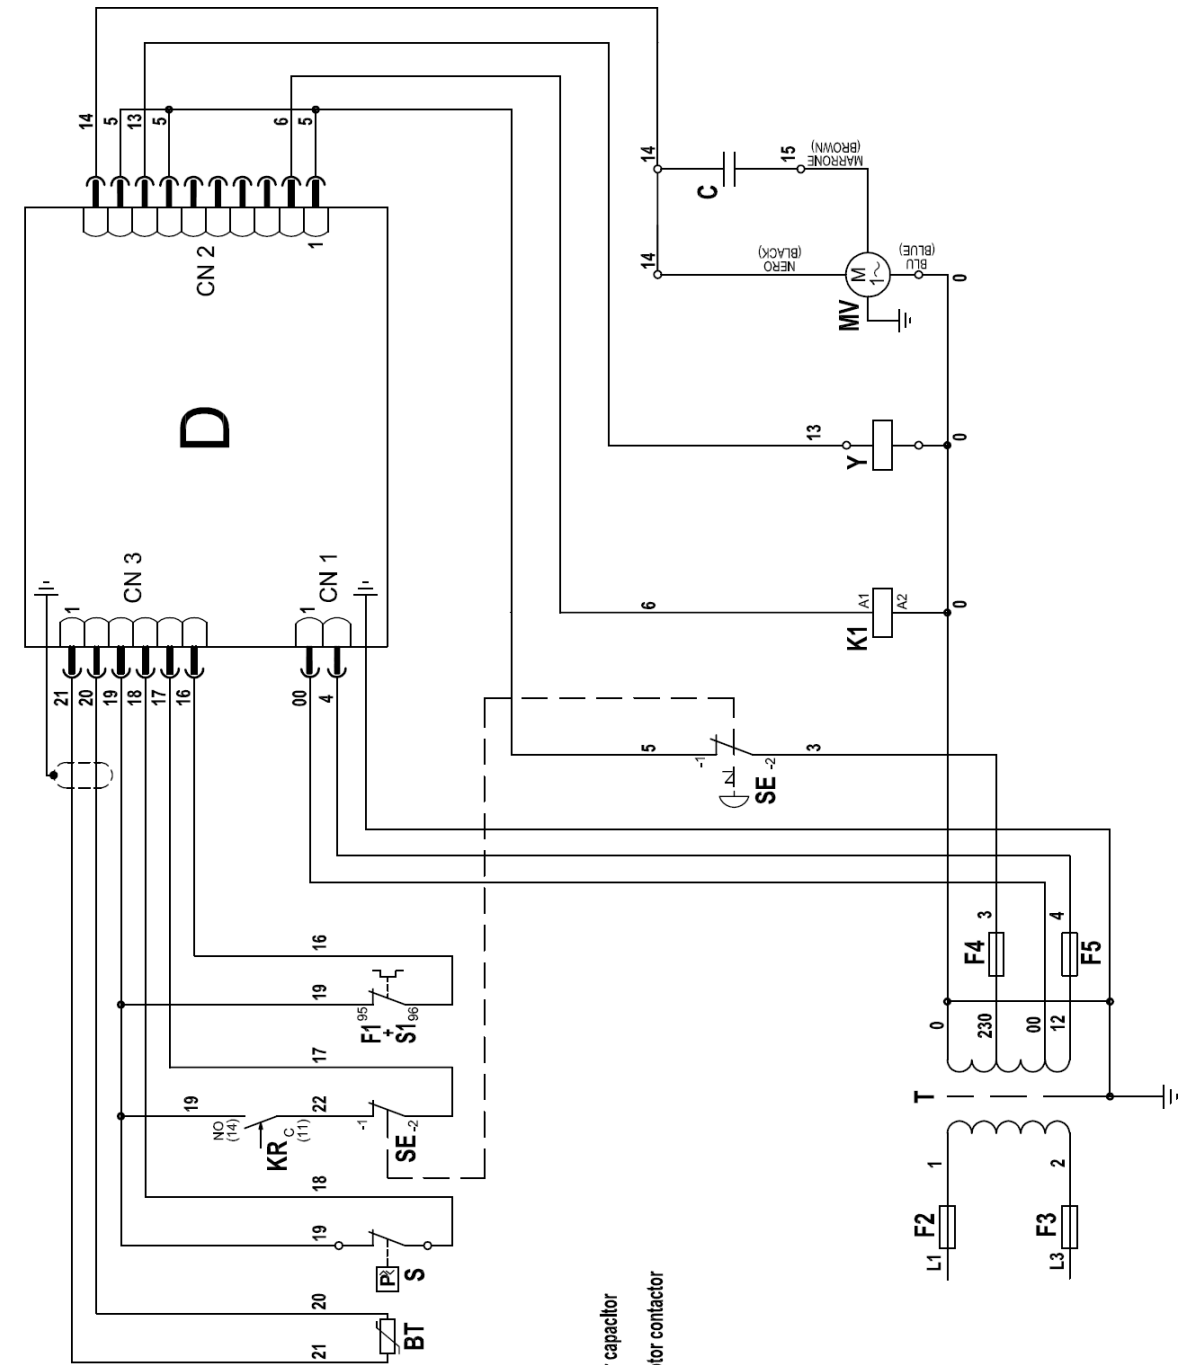 14
5
13
5
6
5
CN 2
1
D
CN 3
1
CN 1
1
21
20
19
18
17
16
00
4
14
C
15
MARRONE
(BROWN)
14
NERO
(BLACK)
M
1~
MV
BLU
(BLUE)
0
13
Y
0
6
A1
A2
K1
0
5
-1
-2
SE
3
16
19
95
96
F1
+
S1
17
19
NO
(14)
KR
C
(11)
22
-1
SE
-2
18
19
P
S
20
21
BT
3
F4
4
F5
0
230
00
12
T
1
2
F2
F3
L1
L3
capacitor
contactor